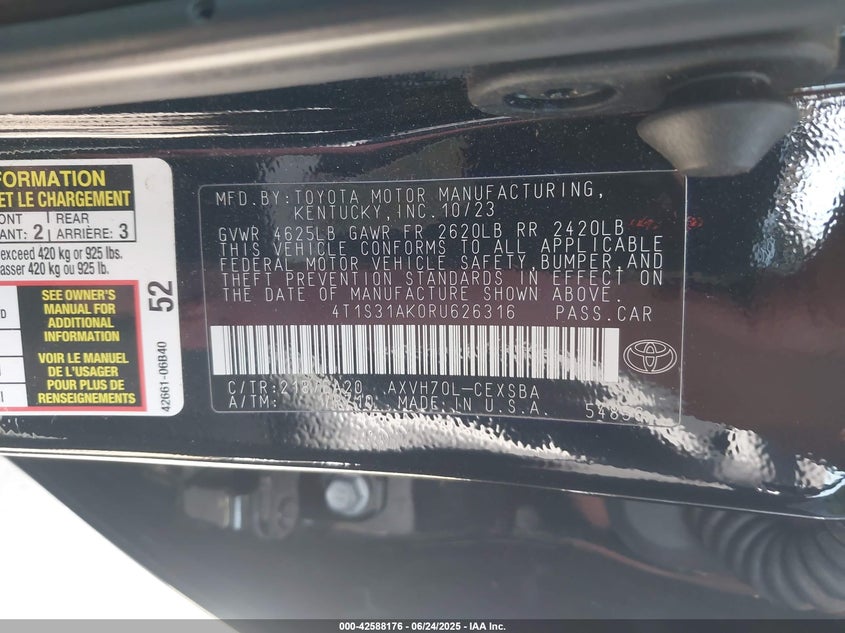 FORMATION
ET LE CHARGEMENT
ONT | REAR
ANT: 2 | ARRIÈRE: 3
exceed 420 kg or 925 lbs.
asser 420 kg ou 925 lb.
SEE OWNER'S
MANUAL FOR
ADDITIONAL
INFORMATION
VOIR LE MANUEL
DE L'USAGER
POUR PLUS DE
RENSEIGNEMENTS
52
42661-06B40
MFD.BY:TOYOTA MOTOR MANUFACTURING,
KENTUCKY,INC.10/23
GVWR 4625LB GAWR FR 2620LB RR 2420LB
THIS VEHICLE CONFORMS TO ALL APPLICABLE
FEDERAL MOTOR VEHICLE SAFETY,BUMPER,AND
THEFT PREVENTION STANDARDS IN EFFECT ON
THE DATE OF MANUFACTURE SHOWN ABOVE.
4T1S31AK0RU626316 PASS.CAR
C/TR: AXVH70L-CEXSBA
A/TM: MADE IN U.S.A.
000-42588176 - 06/24/2025 - IAA Inc.